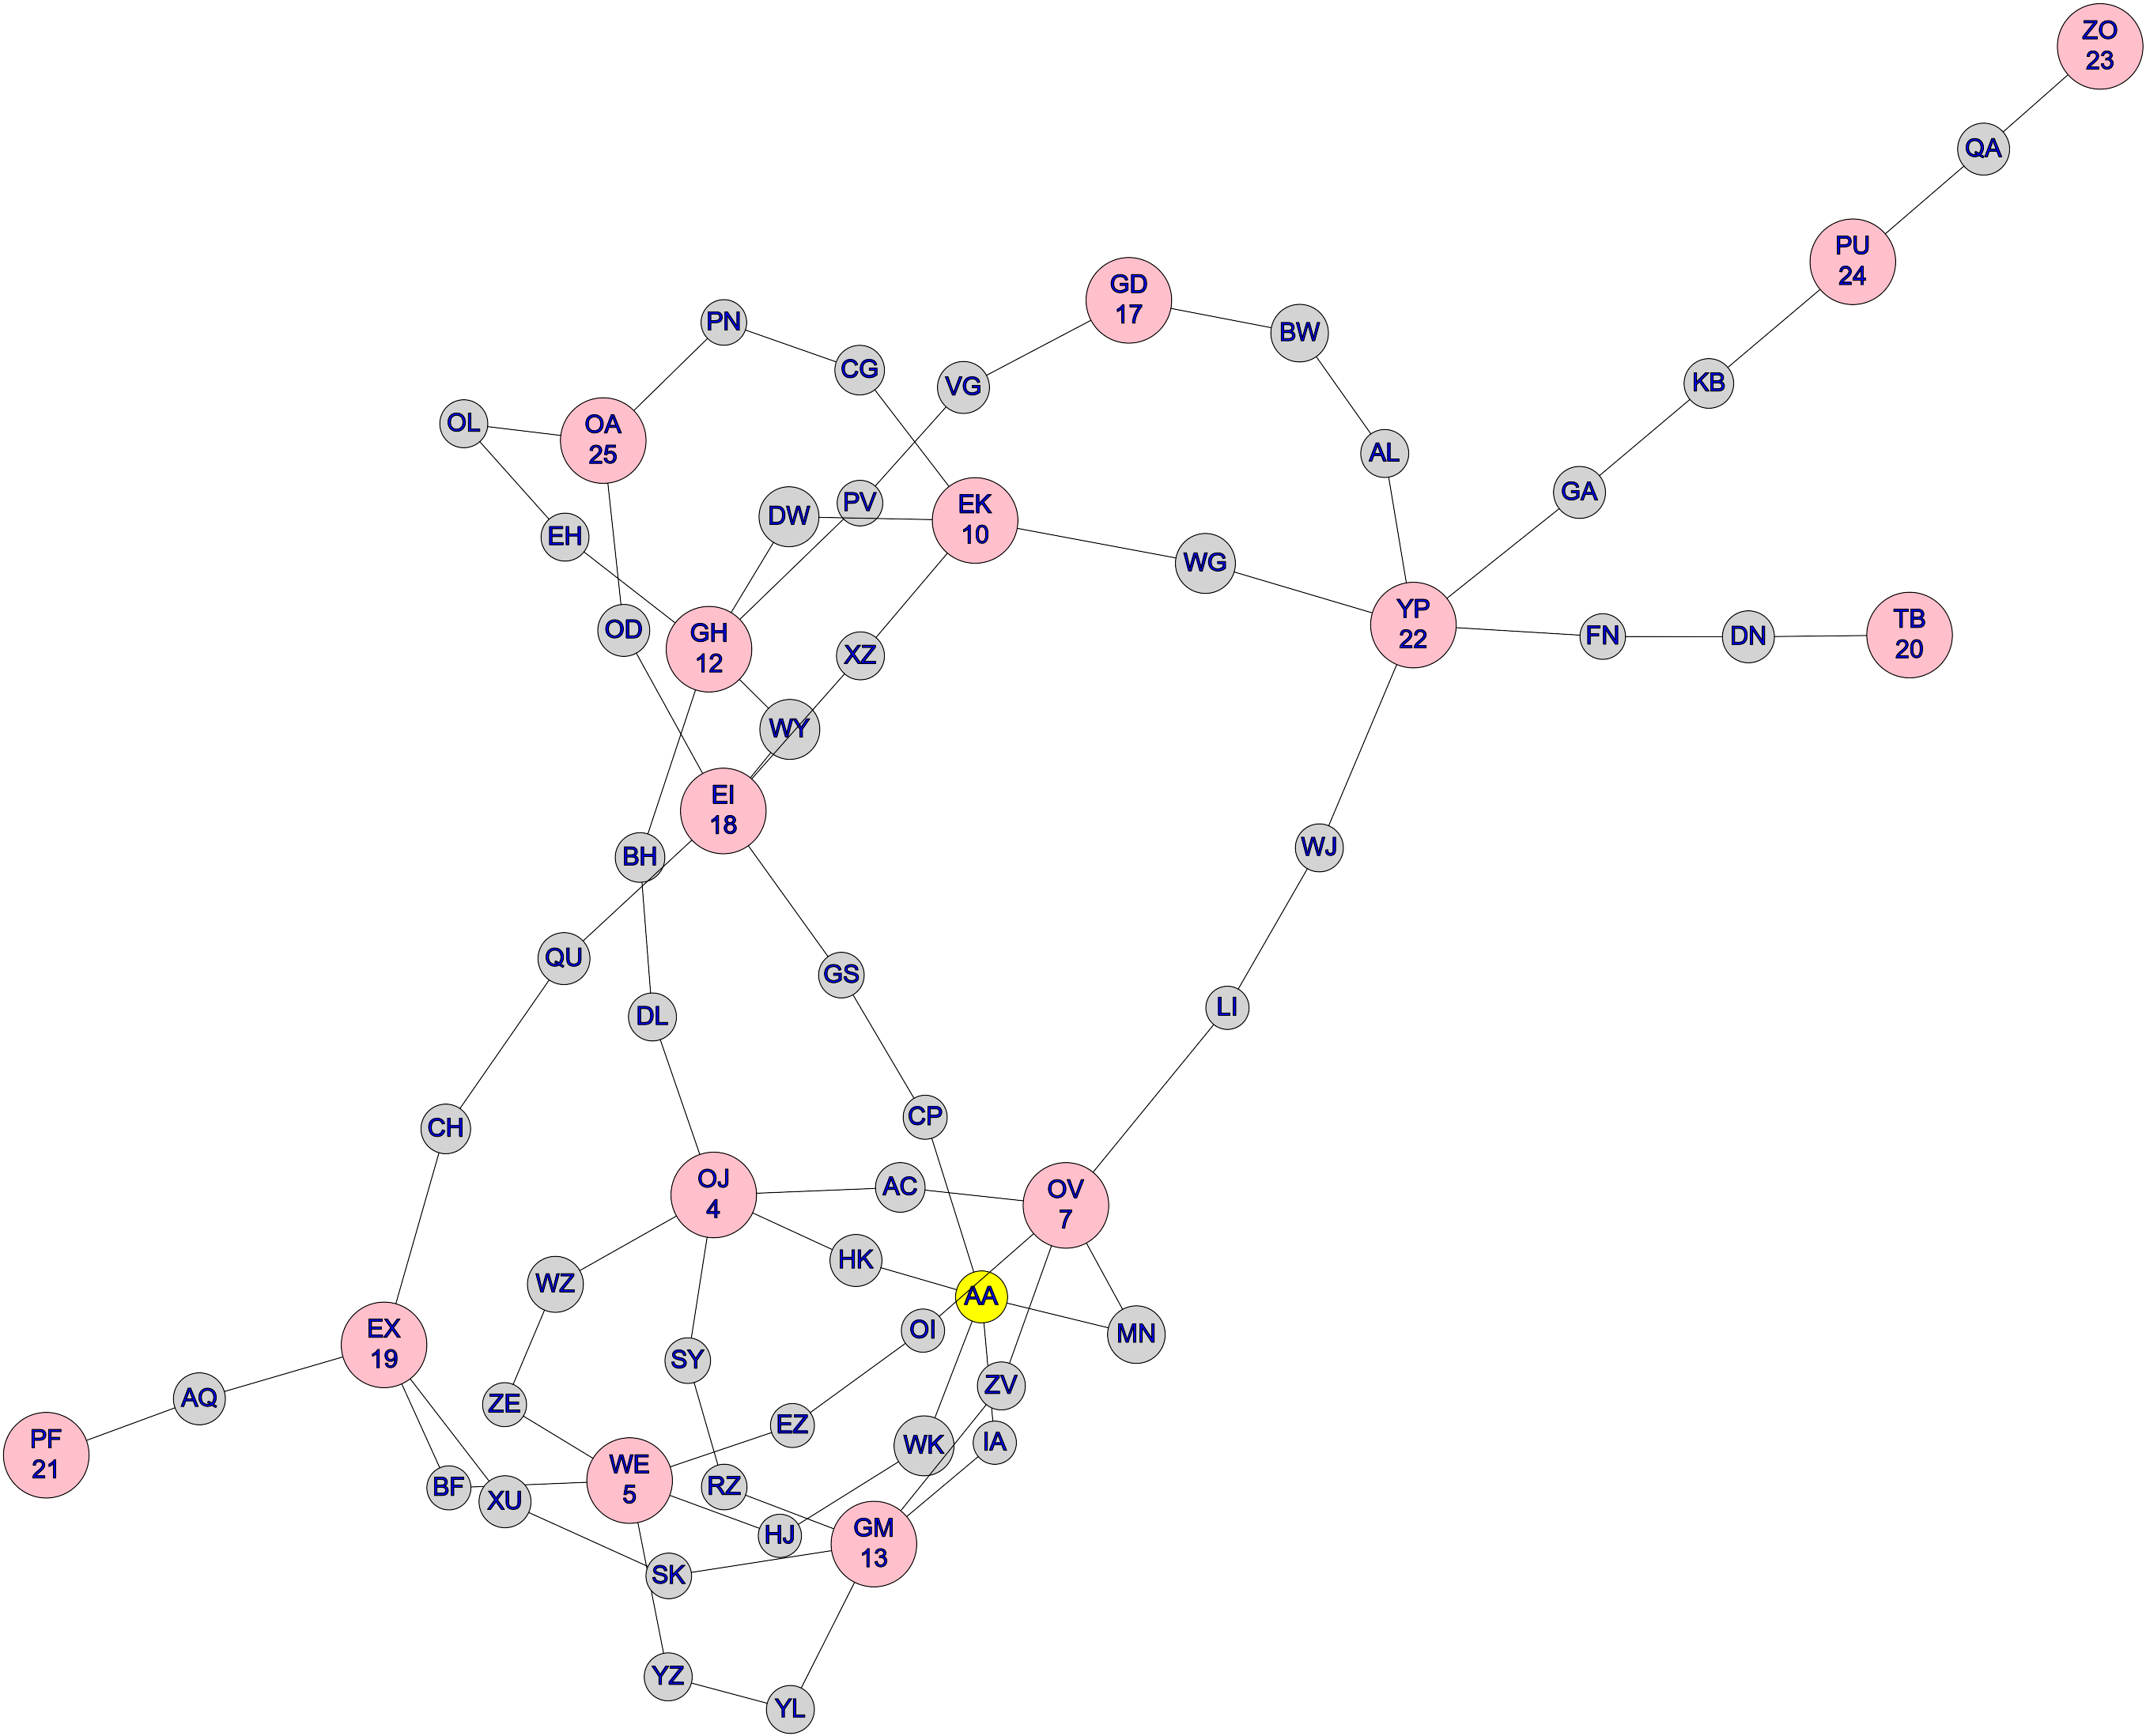 ZO
23
QA
PU
24
GD
17
PN
BW
CG
KB
VG
OL
OA
25
AL
GA
PV
DW
EK
10
EH
WG
YP
22
OD
FN
DN
TB
20
GH
12
XZ
WY
EI
18
WJ
BH
QU
GS
LI
DL
CP
CH
AC
OJ
4
OV
7
HK
WZ
AA
OI
MN
EX
19
SY
ZV
AQ
ZE
EZ
WK
IA
PF
21
WE
5
BF
RZ
XU
HJ
GM
13
SK
YZ
YL